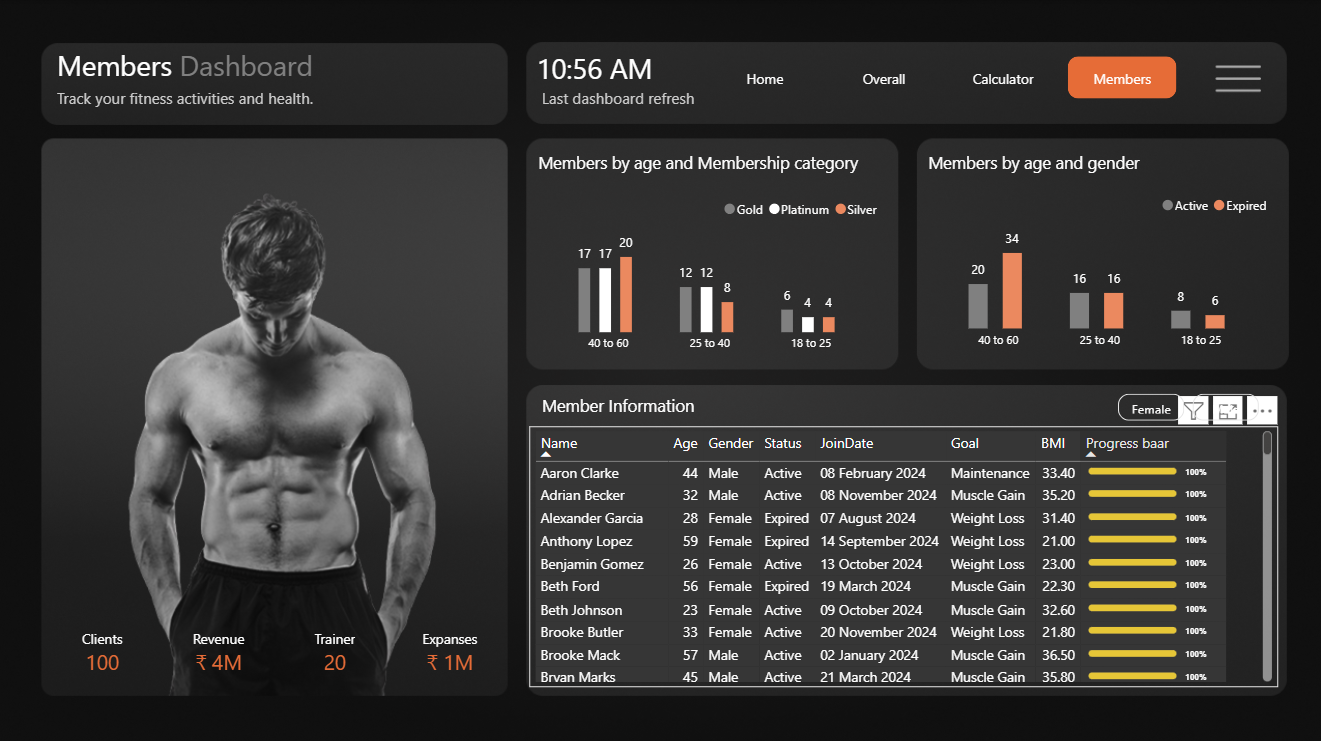 Members Dashboard
Track your fitness activities and health.
10:56 AM
Last dashboard refresh
Home
Overall
Calculator
Members
Clients
100
Revenue
₹ 4M
Trainer
20
Expanses
₹ 1M
Members by age and Membership category
Gold Platinum Silver
17 17 20
12 12 8
6 4 4
40 to 60
25 to 40
18 to 25
Members by age and gender
Active Expired
20 34
16 16
8 6
40 to 60
25 to 40
18 to 25
Member Information
Female
Name Age Gender Status JoinDate Goal BMI Progress baar
Aaron Clarke 44 Male Active 08 February 2024 Maintenance 33.40 100%
Adrian Becker 32 Male Active 08 November 2024 Muscle Gain 35.20 100%
Alexander Garcia 28 Female Expired 07 August 2024 Weight Loss 31.40 100%
Anthony Lopez 59 Female Expired 14 September 2024 Weight Loss 21.00 100%
Benjamin Gomez 26 Female Active 13 October 2024 Weight Loss 23.00 100%
Beth Ford 56 Female Expired 19 March 2024 Muscle Gain 22.30 100%
Beth Johnson 23 Female Active 09 October 2024 Muscle Gain 32.60 100%
Brooke Butler 33 Female Active 20 November 2024 Weight Loss 21.80 100%
Brooke Mack 57 Male Active 02 January 2024 Muscle Gain 36.50 100%
Bryan Marks 45 Male Active 21 March 2024 Muscle Gain 35.80 100%